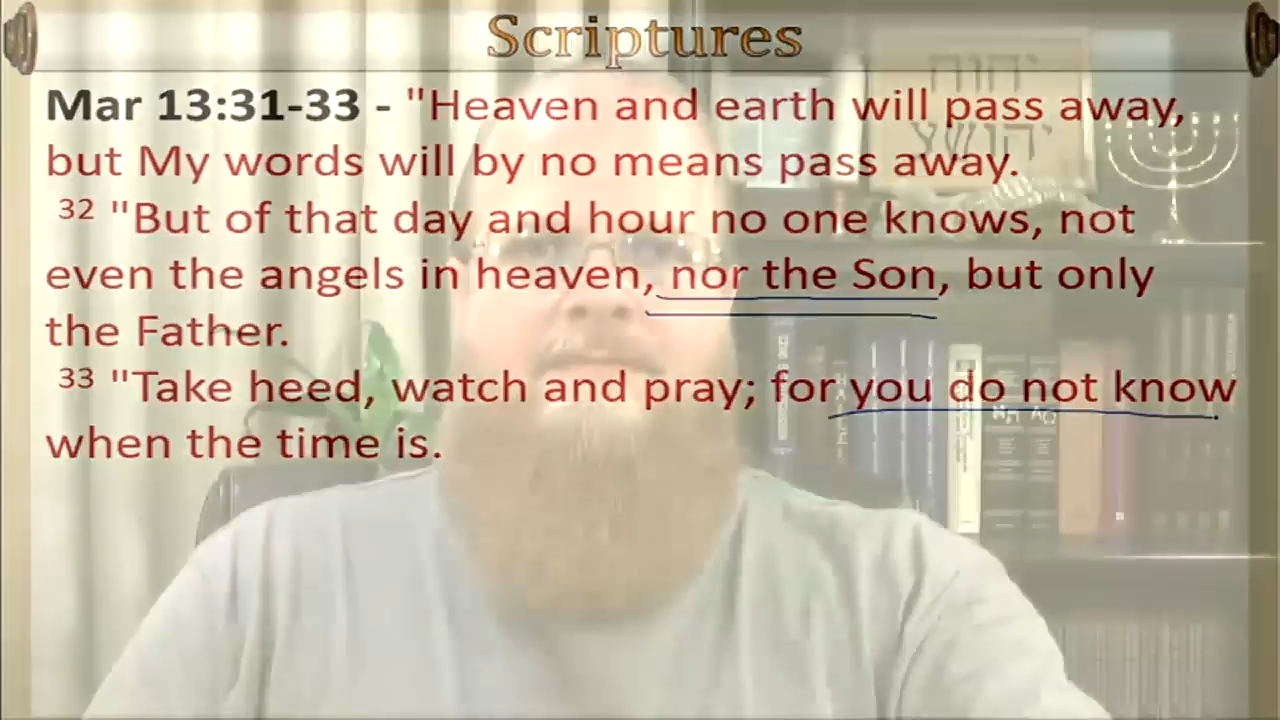 Scriptures
Mar 13:31-33 - "Heaven and earth will pass away,
but My words will by no means pass away.
32 "But of that day and hour no one knows, not
even the angels in heaven, nor the Son, but only
the Father.
33 "Take heed, watch and pray; for you do not know
when the time is.
יהוה
יהושע